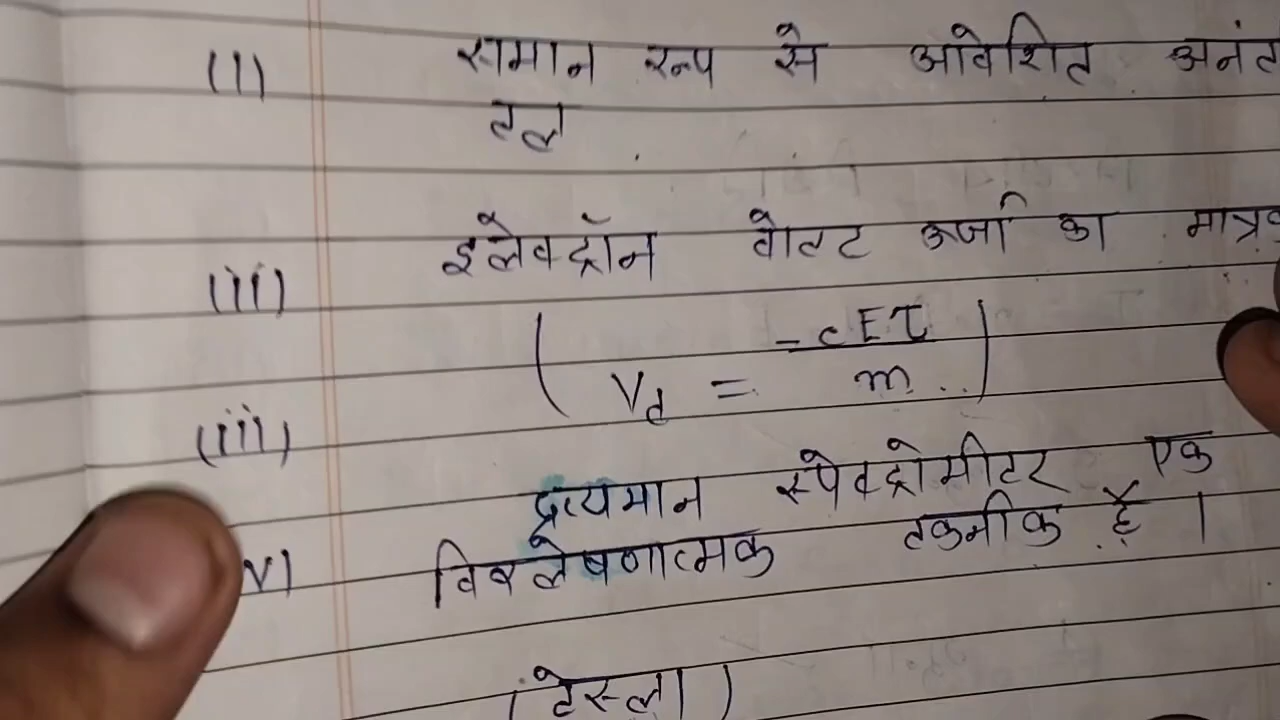 (i) समान रूप से आवेशित अनंत
तल
(ii) इलेक्ट्रॉन वोल्ट ऊर्जा का मात्रक
(iii) ( Vd = -eEτ/m )
द्रव्यमान स्पेक्ट्रोमीटर एक
v) विश्लेषणात्मक तकनीक है ।
(टेस्ला)